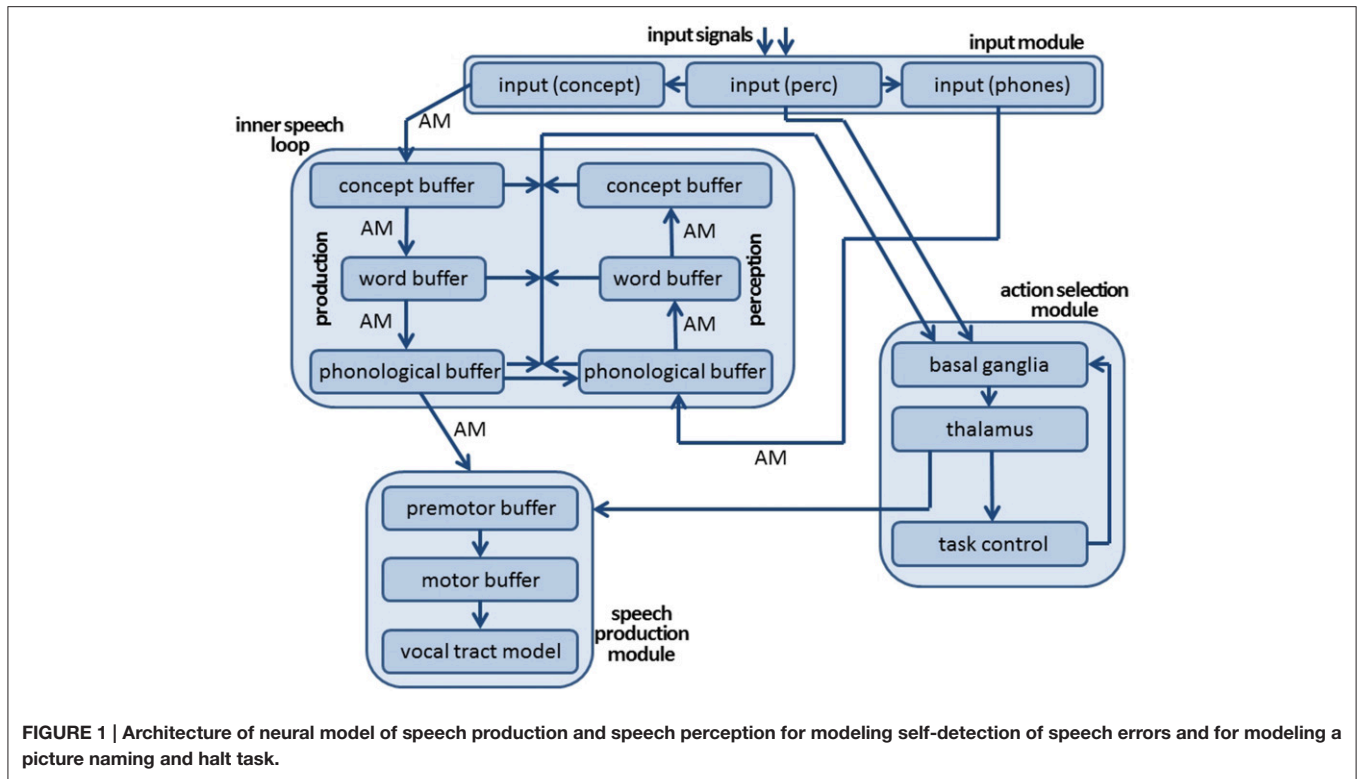 input signals
input module
input (concept)
input (perc)
input (phones)
AM
inner speech
loop
concept buffer
concept buffer
AM
AM
production
word buffer
word buffer
perception
AM
AM
phonological buffer
phonological buffer
AM
AM
action selection
module
basal ganglia
thalamus
task control
premotor buffer
motor buffer
vocal tract model
speech
production
module
FIGURE 1 | Architecture of neural model of speech production and speech perception for modeling self-detection of speech errors and for modeling a
picture naming and halt task.